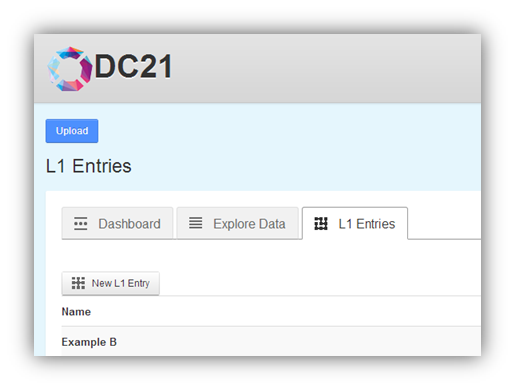 DC21
Upload
L1 Entries
Dashboard
Explore Data
L1 Entries
New L1 Entry
Name
Example B